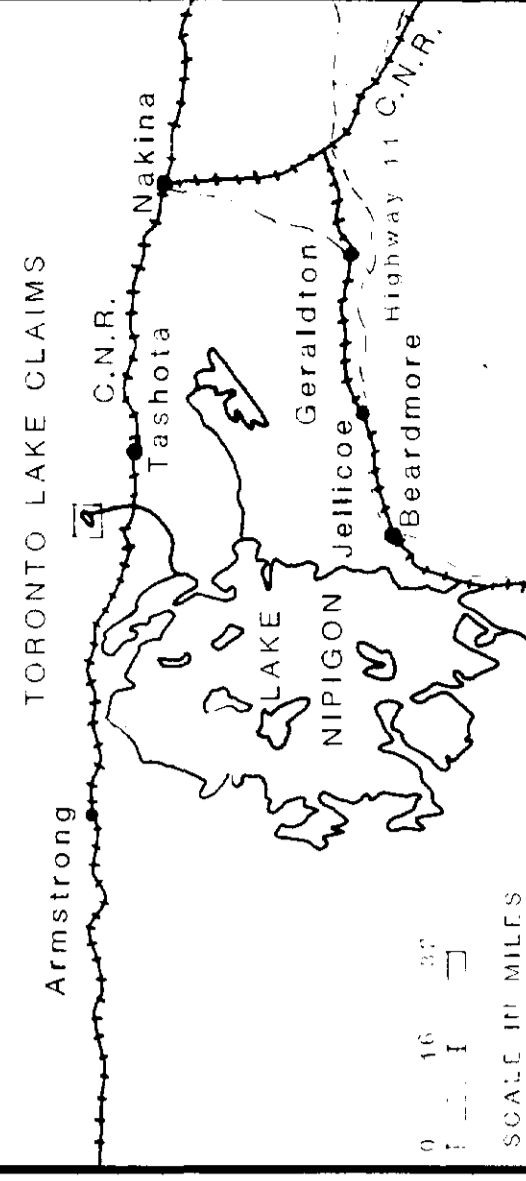 TORONTO LAKE CLAIMS
Armstrong
C.N.R.
Tashota
Nakina
LAKE
NIPIGON
Jellicoe
Beardmore
Geraldton
Highway 11
C.N.R.
0 16
SCALE IN MILES